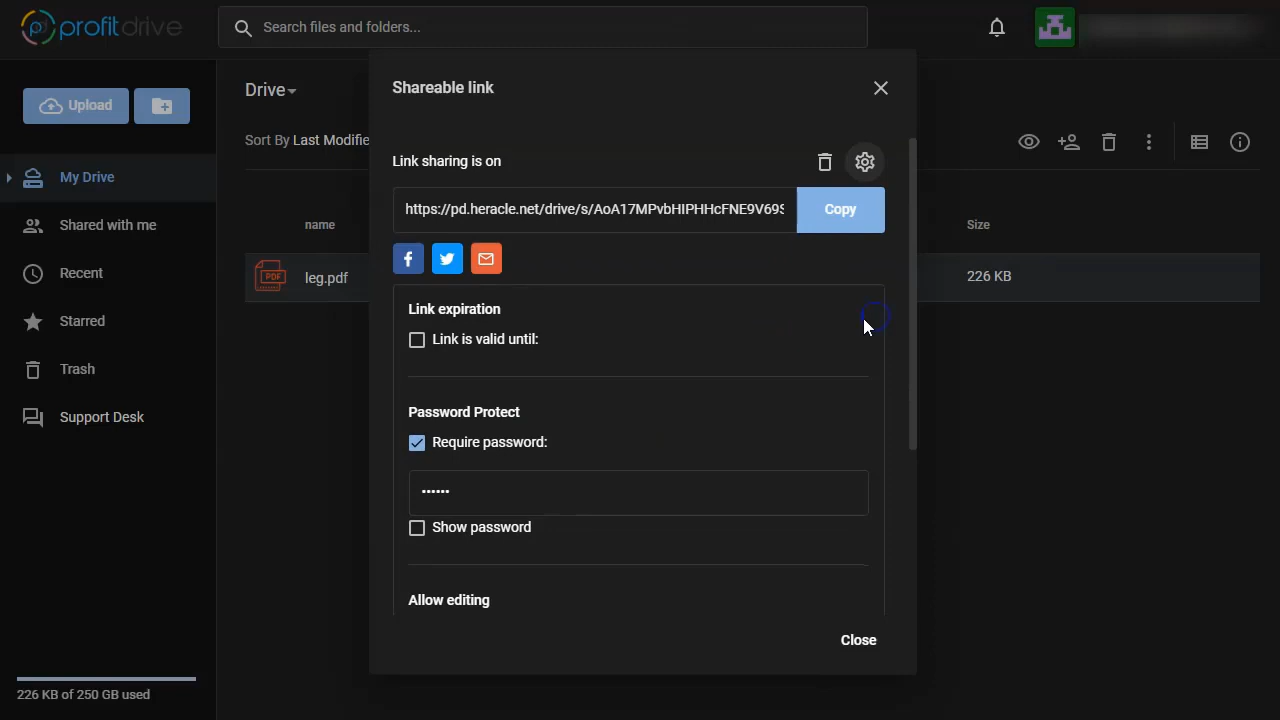 profitdrive
Search files and folders...
Upload
My Drive
Shared with me
Recent
Starred
Trash
Support Desk
226 KB of 250 GB used
Drive
Sort By Last Modifie
name
Size
PDF
leg.pdf
226 KB
Shareable link
Link sharing is on
https://pd.heracle.net/drive/s/AoA17MPvbHIPHHcFNE9V69S
Copy
Link expiration
Link is valid until:
Password Protect
Require password:
••••••
Show password
Allow editing
Close